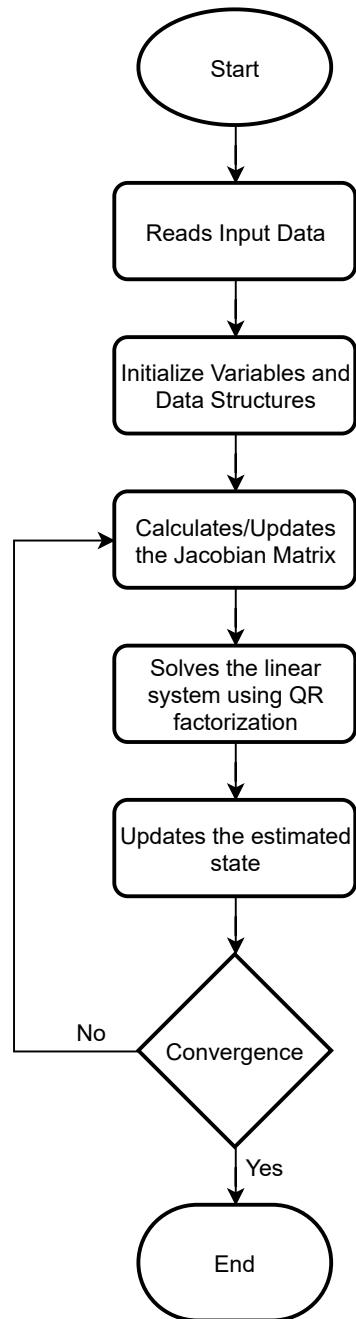 Start
Reads Input Data
Initialize Variables and
Data Structures
Calculates/Updates
the Jacobian Matrix
Solves the linear
system using QR
factorization
Updates the estimated
state
Convergence
No
Yes
End